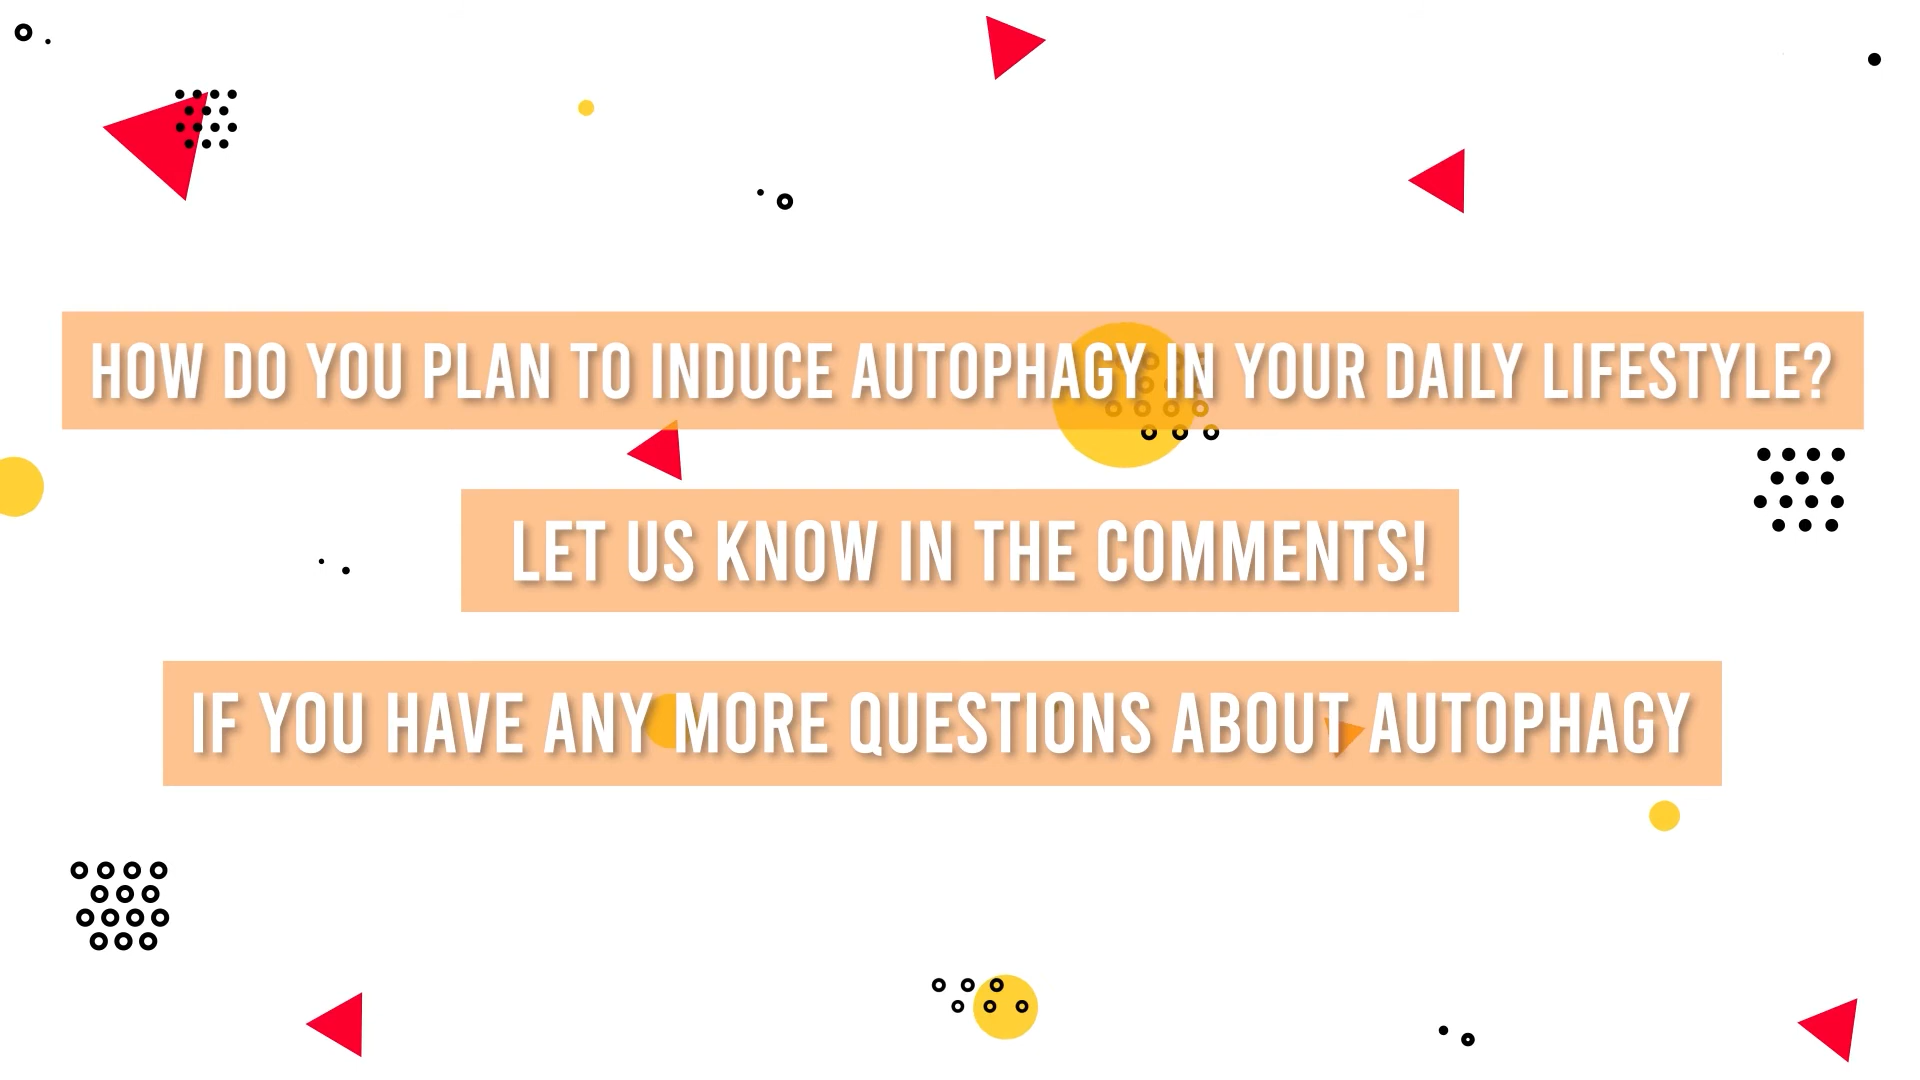 HOW DO YOU PLAN TO INDUCE AUTOPHAGY IN YOUR DAILY LIFESTYLE?
LET US KNOW IN THE COMMENTS!
IF YOU HAVE ANY MORE QUESTIONS ABOUT AUTOPHAGY